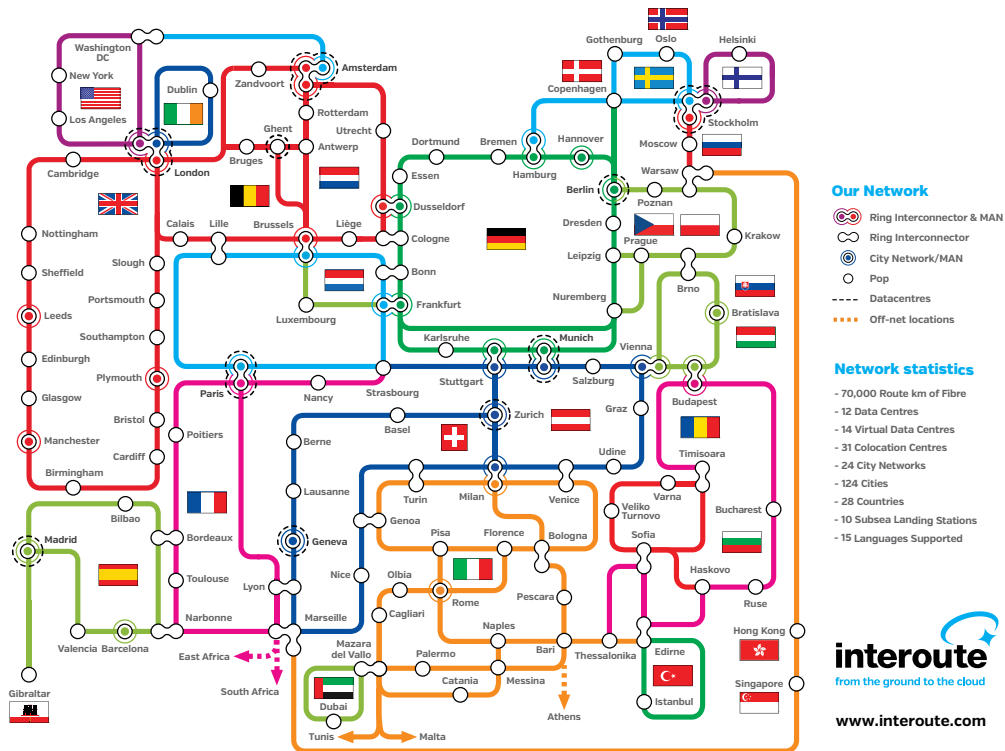 Gothenburg
Oslo
Helsinki
Washington
DC
New York
Los Angeles
Dublin
Zandvoort
Amsterdam
Copenhagen
Stockholm
Rotterdam
Utrecht
Ghent
Bruges
Antwerp
Dortmund
Bremen
Hannover
Hamburg
Moscow
Warsaw
Cambridge
London
Essen
Berlin
Poznan
Dusseldorf
Nottingham
Calais
Lille
Brussels
Liège
Cologne
Dresden
Prague
Krakow
Sheffield
Slough
Bonn
Leipzig
Brno
Portsmouth
Leeds
Luxembourg
Frankfurt
Nuremberg
Bratislava
Southampton
Edinburgh
Karlsruhe
Munich
Vienna
Plymouth
Paris
Nancy
Strasbourg
Stuttgart
Salzburg
Budapest
Glasgow
Bristol
Poitiers
Basel
Zurich
Graz
Manchester
Berne
Cardiff
Timisoara
Birmingham
Udine
Lausanne
Turin
Milan
Venice
Varna
Bilbao
Veliko
Turnovo
Bucharest
Madrid
Bordeaux
Geneva
Genoa
Pisa
Florence
Bologna
Sofia
Toulouse
Lyon
Nice
Olbia
Rome
Pescara
Haskovo
Ruse
Cagliari
Narbonne
Marseille
Valencia
Barcelona
Mazara
del Vallo
Naples
Bari
Thessalonika
Edirne
Hong Kong
East Africa
South Africa
Palermo
Messina
Catania
Gibraltar
Dubai
Istanbul
Singapore
Athens
Tunis
Malta
Our Network
Ring Interconnector & MAN
Ring Interconnector
City Network/MAN
Pop
Datacentres
Off-net locations
Network statistics
- 70,000 Route km of Fibre
- 12 Data Centres
- 14 Virtual Data Centres
- 31 Colocation Centres
- 24 City Networks
- 124 Cities
- 28 Countries
- 10 Subsea Landing Stations
- 15 Languages Supported
interoute
from the ground to the cloud
www.interoute.com